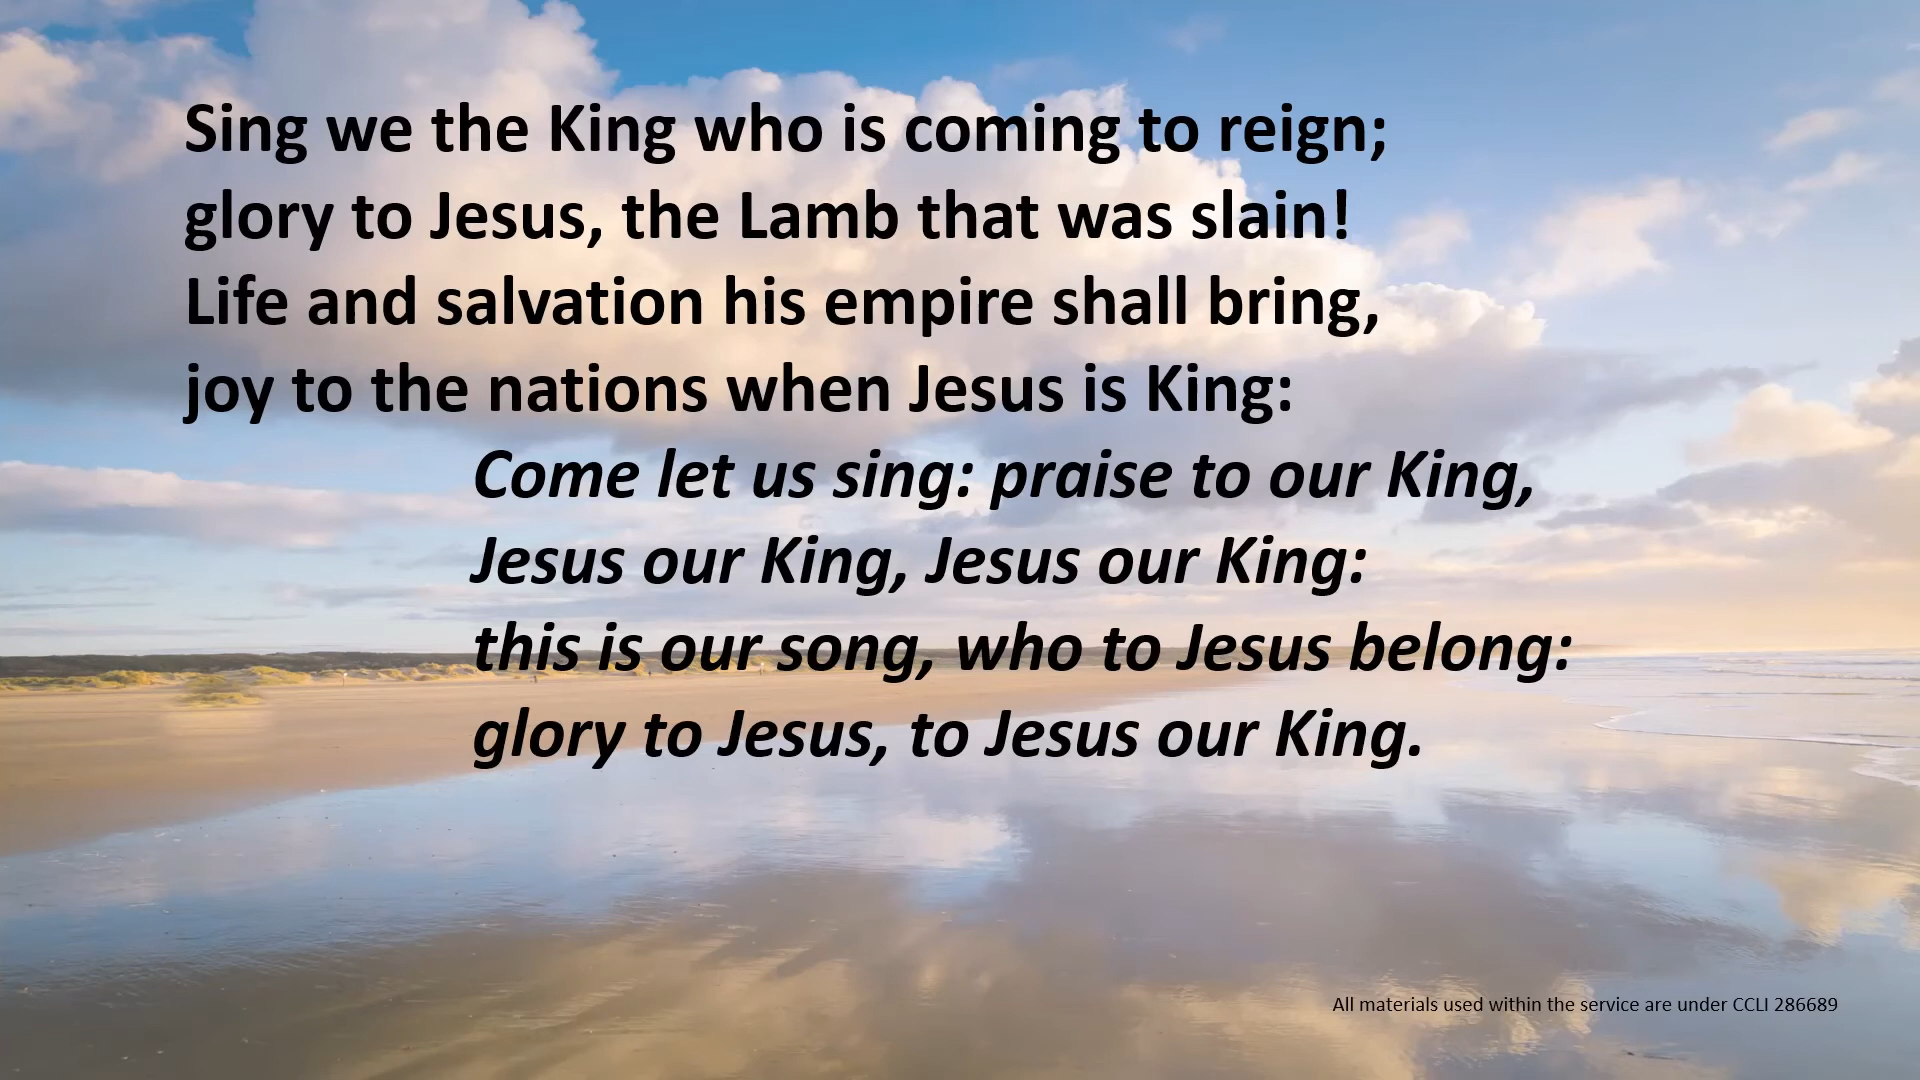 Sing we the King who is coming to reign;
glory to Jesus, the Lamb that was slain!
Life and salvation his empire shall bring,
joy to the nations when Jesus is King:
Come let us sing: praise to our King,
Jesus our King, Jesus our King:
this is our song, who to Jesus belong:
glory to Jesus, to Jesus our King.
All materials used within the service are under CCLI 286689